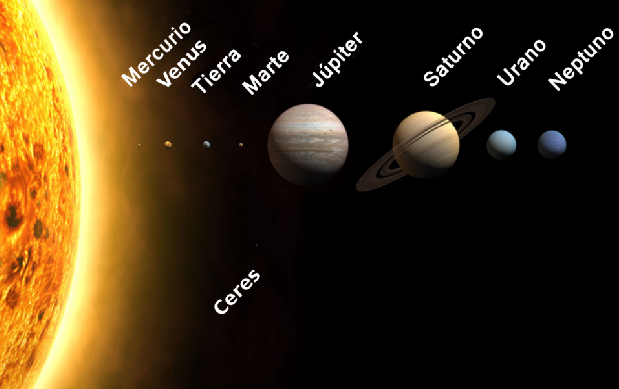 Mercurio
Venus
Tierra
Marte
Júpiter
Saturno
Urano
Neptuno
Ceres